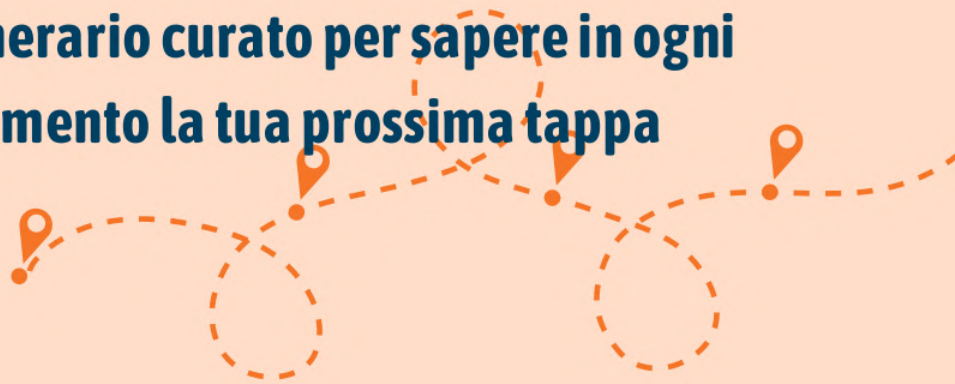 nerario curato per sapere in ogni
mento la tua prossima tappa